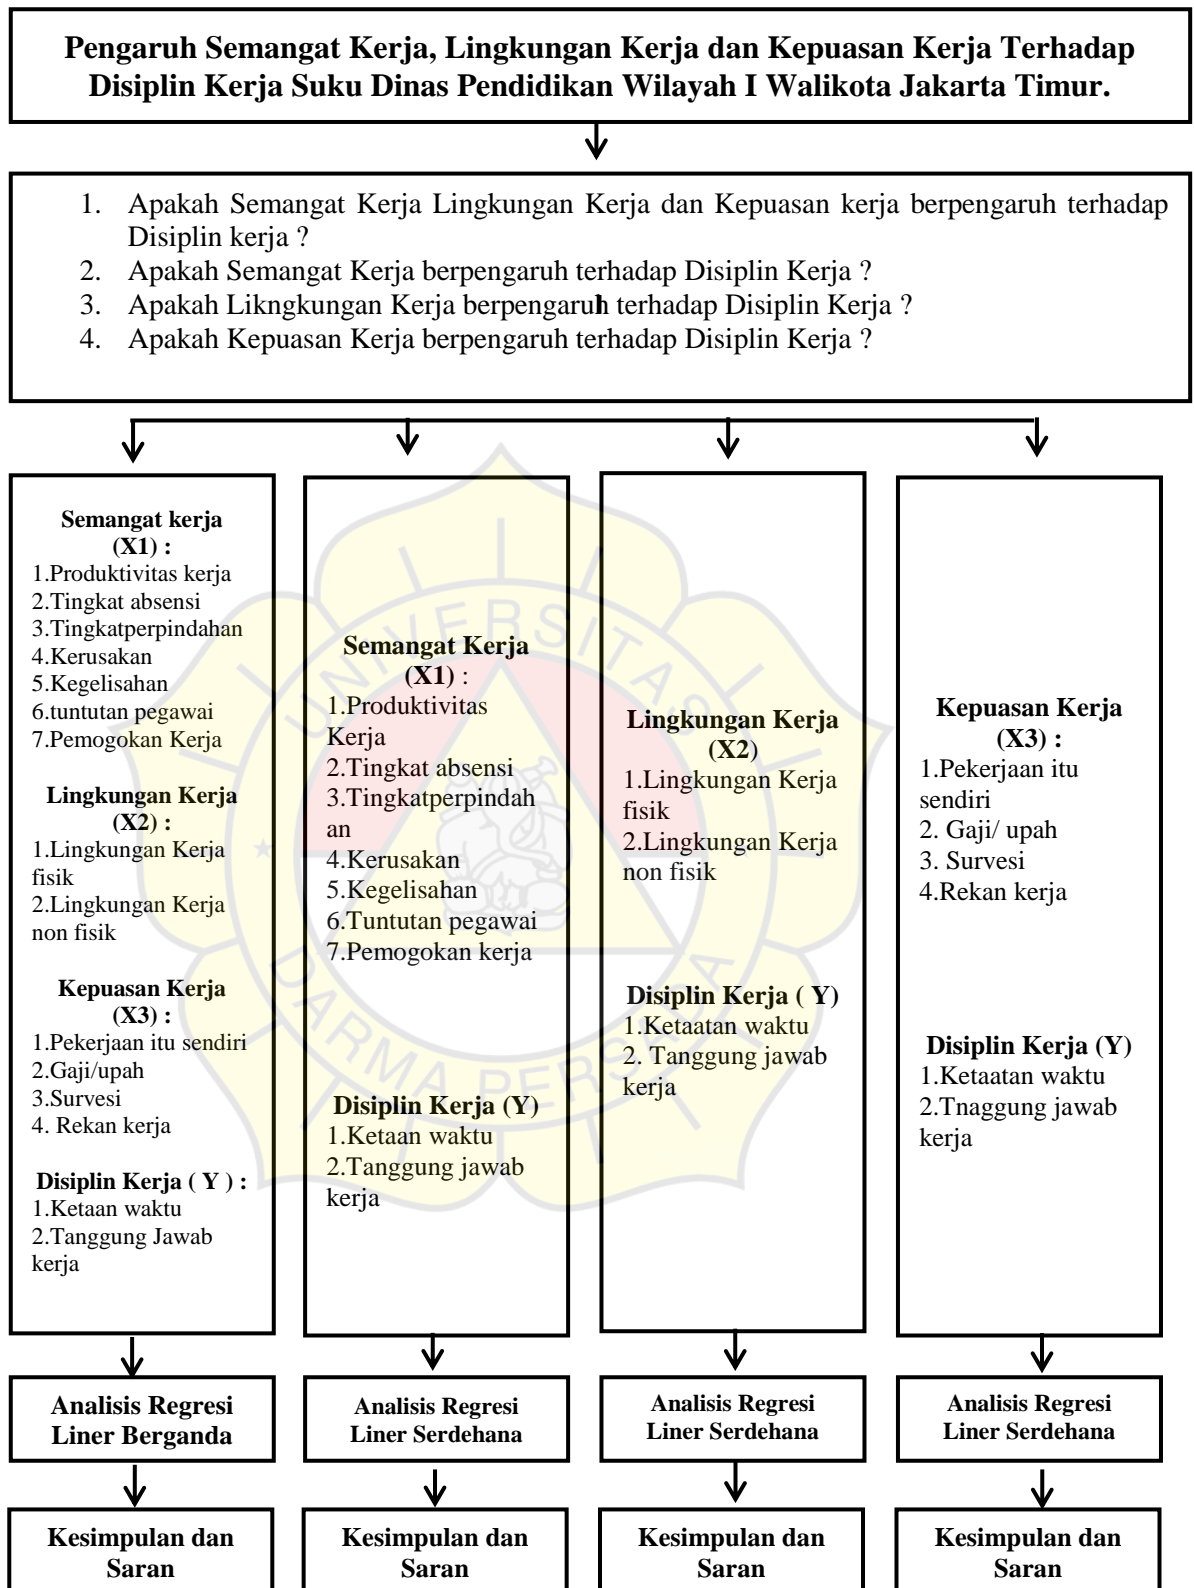 Pengaruh Semangat Kerja, Lingkungan Kerja dan Kepuasan Kerja Terhadap
Disiplin Kerja Suku Dinas Pendidikan Wilayah I Walikota Jakarta Timur.
1. Apakah Semangat Kerja Lingkungan Kerja dan Kepuasan kerja berpengaruh terhadap
Disiplin kerja ?
2. Apakah Semangat Kerja berpengaruh terhadap Disiplin Kerja ?
3. Apakah Likngkungan Kerja berpengaruh terhadap Disiplin Kerja ?
4. Apakah Kepuasan Kerja berpengaruh terhadap Disiplin Kerja ?
Semangat kerja
(X1) :
1.Produktivitas kerja
2.Tingkat absensi
3.Tingkatperpindahan
4.Kerusakan
5.Kegelisahan
6.tuntutan pegawai
7.Pemogokan Kerja
Lingkungan Kerja
(X2) :
1.Lingkungan Kerja
fisik
2.Lingkungan Kerja
non fisik
Kepuasan Kerja
(X3) :
1.Pekerjaan itu sendiri
2.Gaji/upah
3.Survesi
4. Rekan kerja
Disiplin Kerja ( Y ) :
1.Ketaan waktu
2.Tanggung Jawab
kerja
Semangat Kerja
(X1) :
1.Produktivitas
Kerja
2.Tingkat absensi
3.Tingkatperpindah
an
4.Kerusakan
5.Kegelisahan
6.Tuntutan pegawai
7.Pemogokan kerja
Disiplin Kerja (Y)
1.Ketaan waktu
2.Tanggung jawab
kerja
Lingkungan Kerja
(X2)
1.Lingkungan Kerja
fisik
2.Lingkungan Kerja
non fisik
Disiplin Kerja ( Y)
1.Ketaatan waktu
2. Tanggung jawab
kerja
Kepuasan Kerja
(X3) :
1.Pekerjaan itu
sendiri
2. Gaji/ upah
3. Survesi
4.Rekan kerja
Disiplin Kerja (Y)
1.Ketaatan waktu
2.Tnaggung jawab
kerja
Analisis Regresi
Liner Berganda
Analisis Regresi
Liner Serdehana
Analisis Regresi
Liner Serdehana
Analisis Regresi
Liner Serdehana
Kesimpulan dan
Saran
Kesimpulan dan
Saran
Kesimpulan dan
Saran
Kesimpulan dan
Saran
UNIVERSITAS
DARMA PERSADA